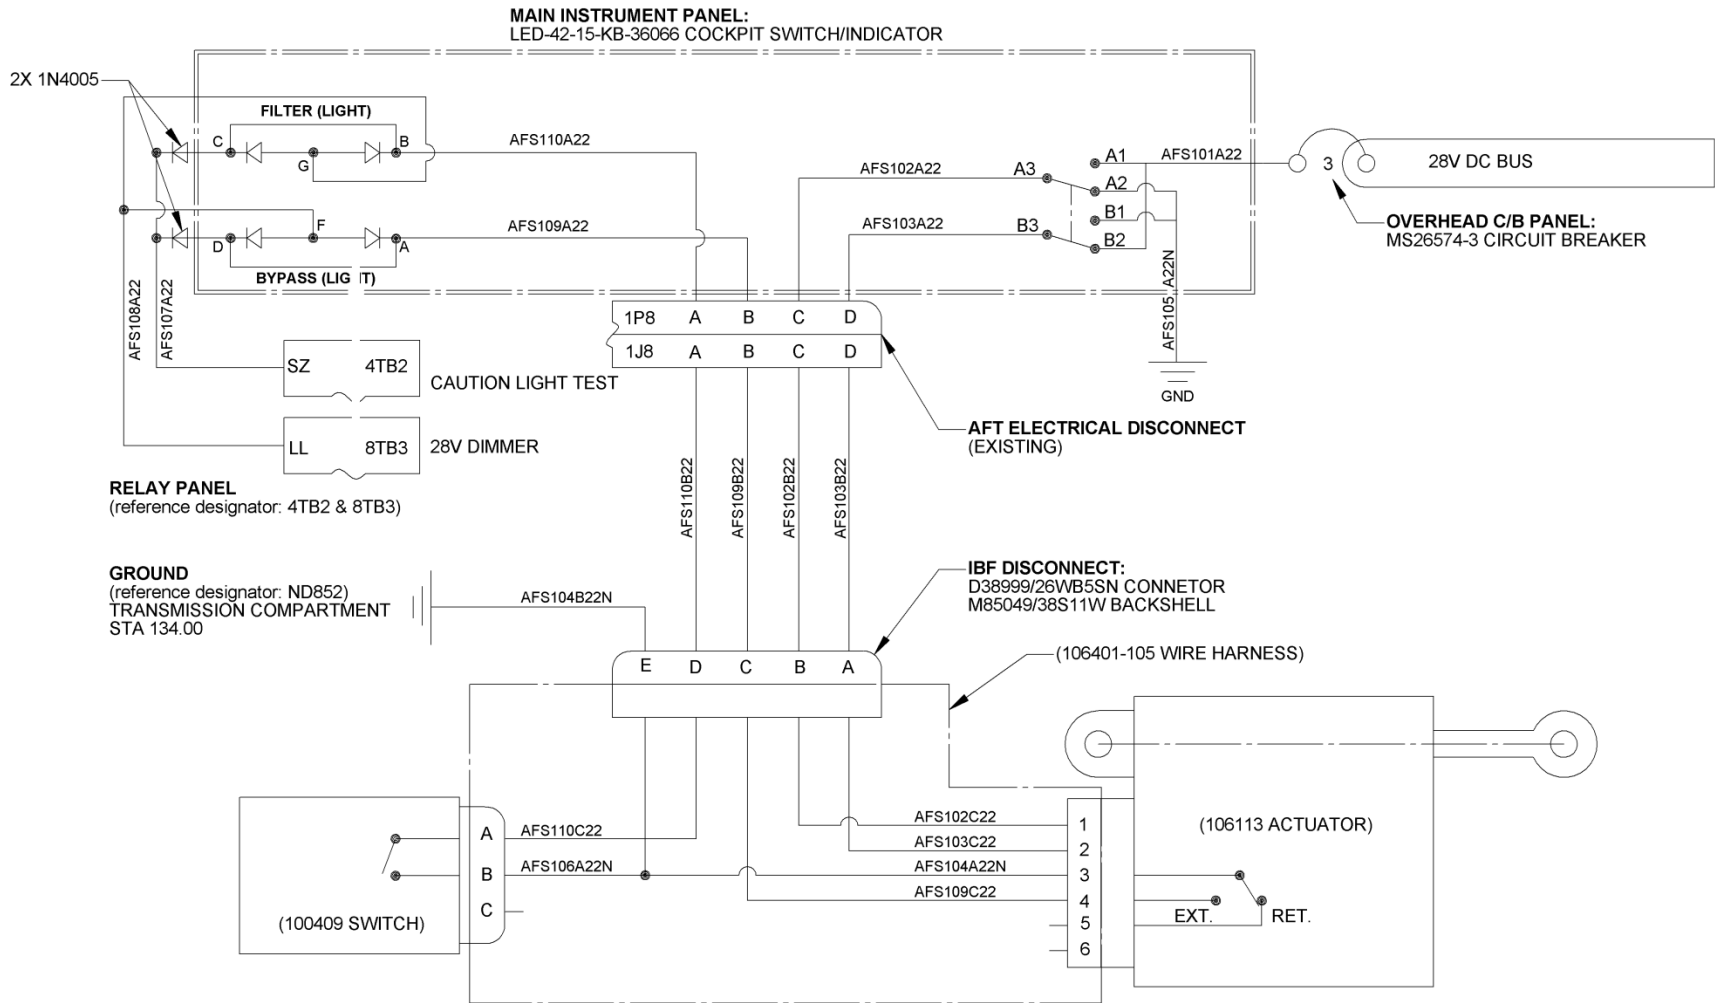 MAIN INSTRUMENT PANEL:
LED-42-15-KB-36066 COCKPIT SWITCH/INDICATOR
2X 1N4005
FILTER (LIGHT)
C
B
G
AFS110A22
AFS102A22
A3
A1
A2
AFS101A22
3
28V DC BUS
OVERHEAD C/B PANEL:
MS26574-3 CIRCUIT BREAKER
F
D
A
AFS109A22
AFS103A22
B3
B1
B2
BYPASS (LIGHT)
AFS108A22
AFS107A22
AFS105 A22N
GND
1P8 A B C D
1J8 A B C D
SZ 4TB2
CAUTION LIGHT TEST
LL 8TB3
28V DIMMER
AFT ELECTRICAL DISCONNECT
(EXISTING)
RELAY PANEL
(reference designator: 4TB2 & 8TB3)
AFS110B22
AFS109B22
AFS102B22
AFS103B22
GROUND
(reference designator: ND852)
TRANSMISSION COMPARTMENT
STA 134.00
AFS104B22N
IBF DISCONNECT:
D38999/26WB5SN CONNETOR
M85049/38S11W BACKSHELL
E D C B A
(106401-105 WIRE HARNESS)
A
B
C
(100409 SWITCH)
AFS110C22
AFS106A22N
AFS102C22
AFS103C22
AFS104A22N
AFS109C22
1
2
3
4
5
6
(106113 ACTUATOR)
EXT.
RET.